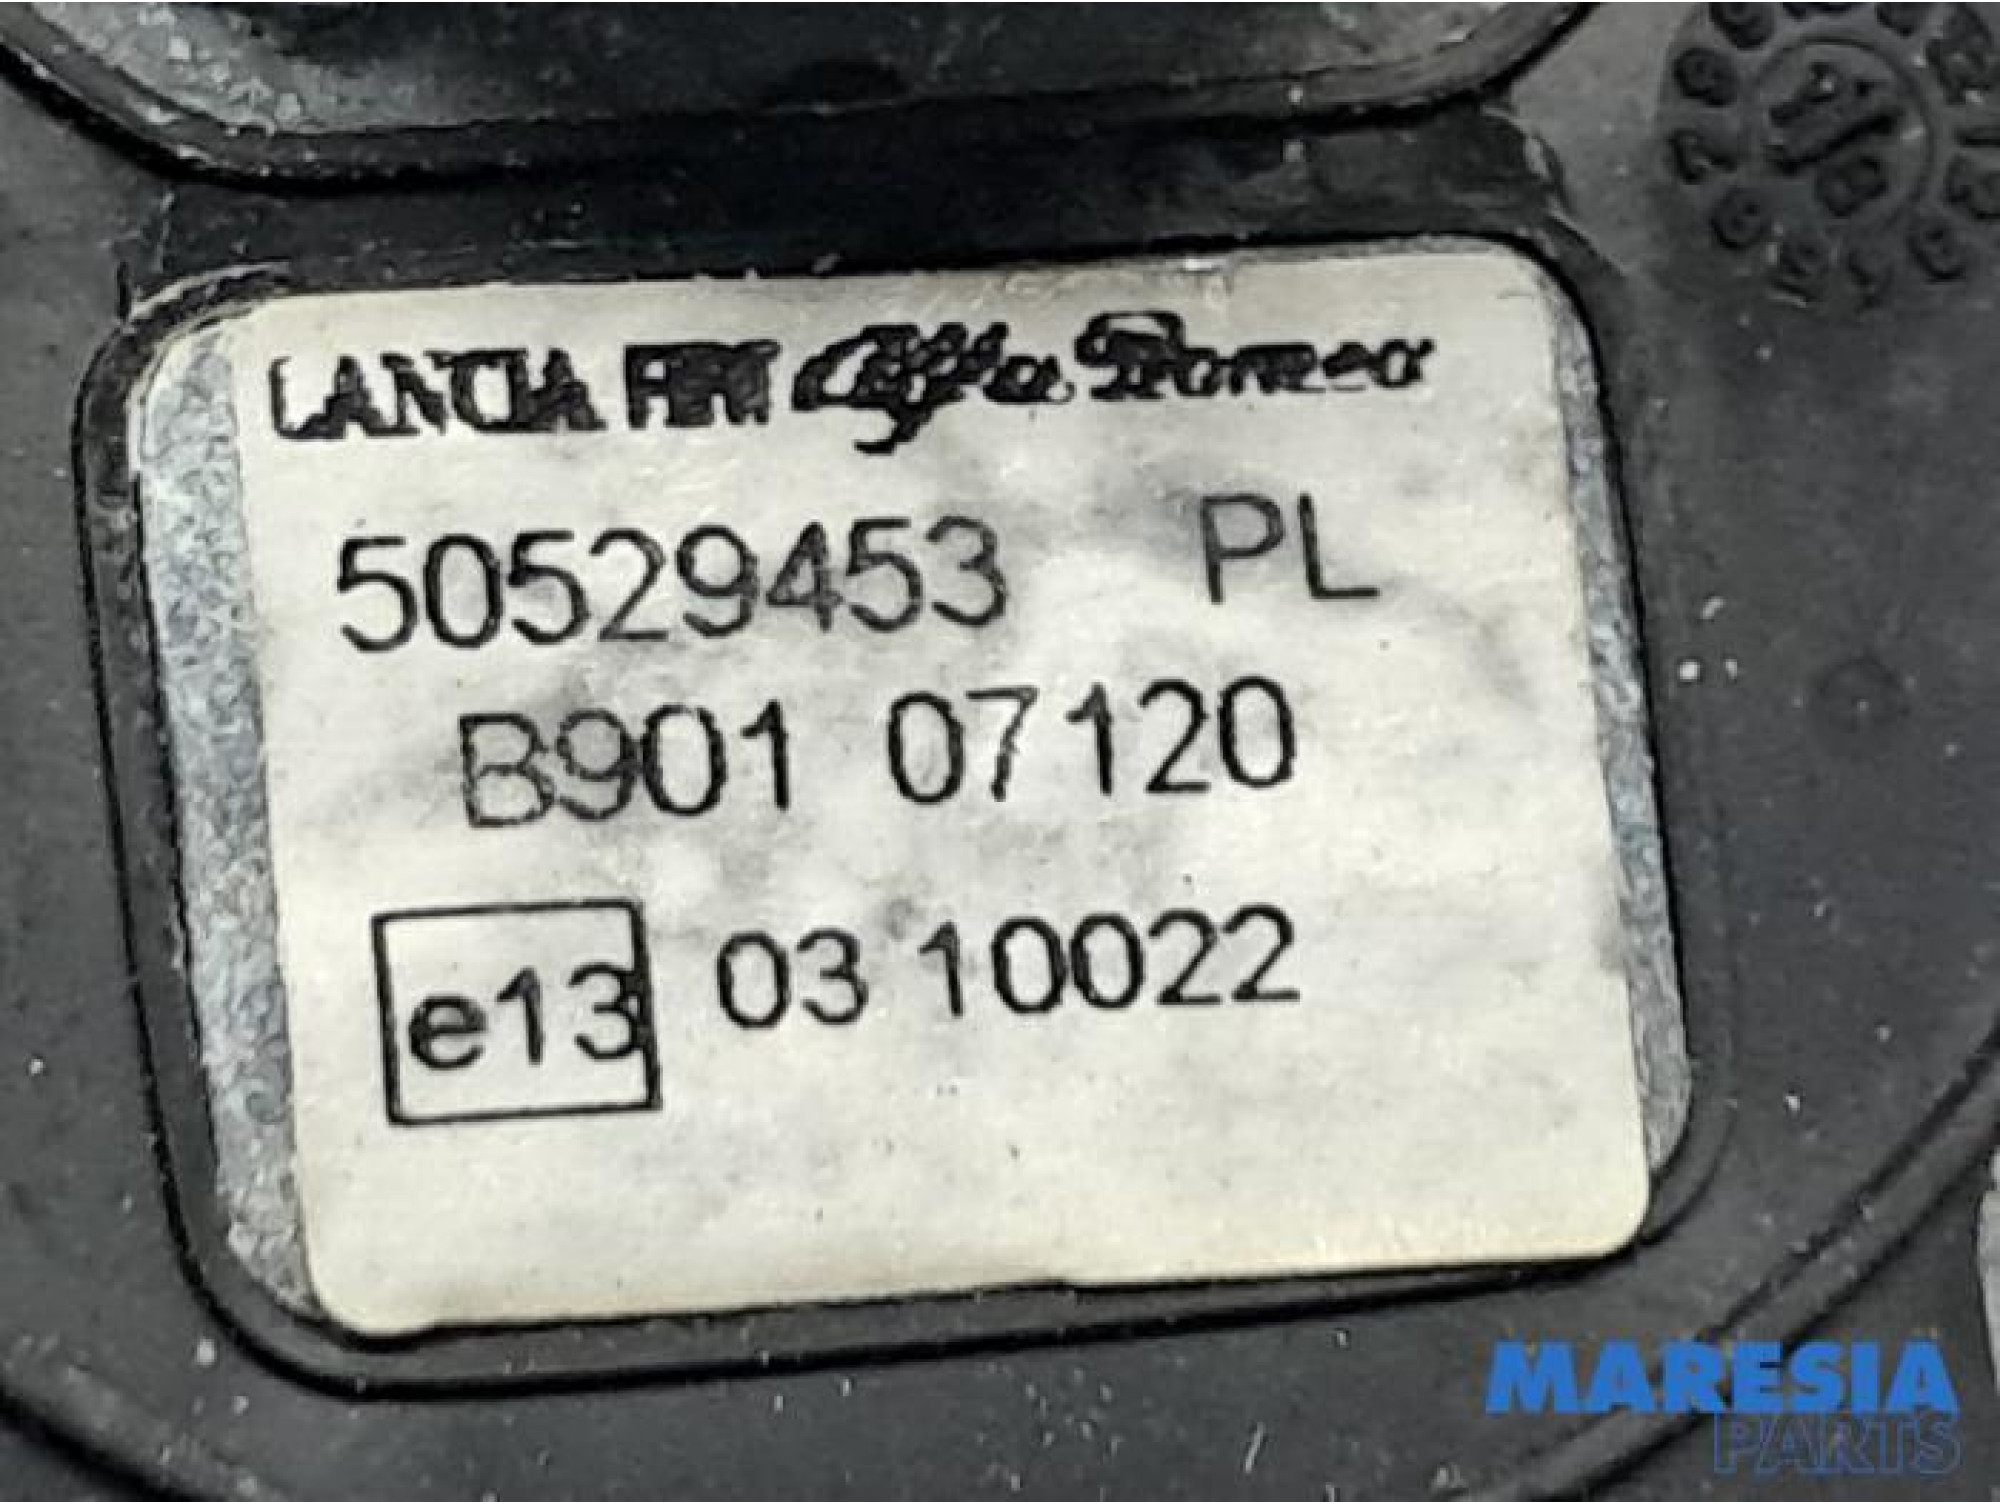 LANCIA FIAT Alfa Romeo
50529453 PL
B901 07120
e13 03 10022
MARESIA
PARTS